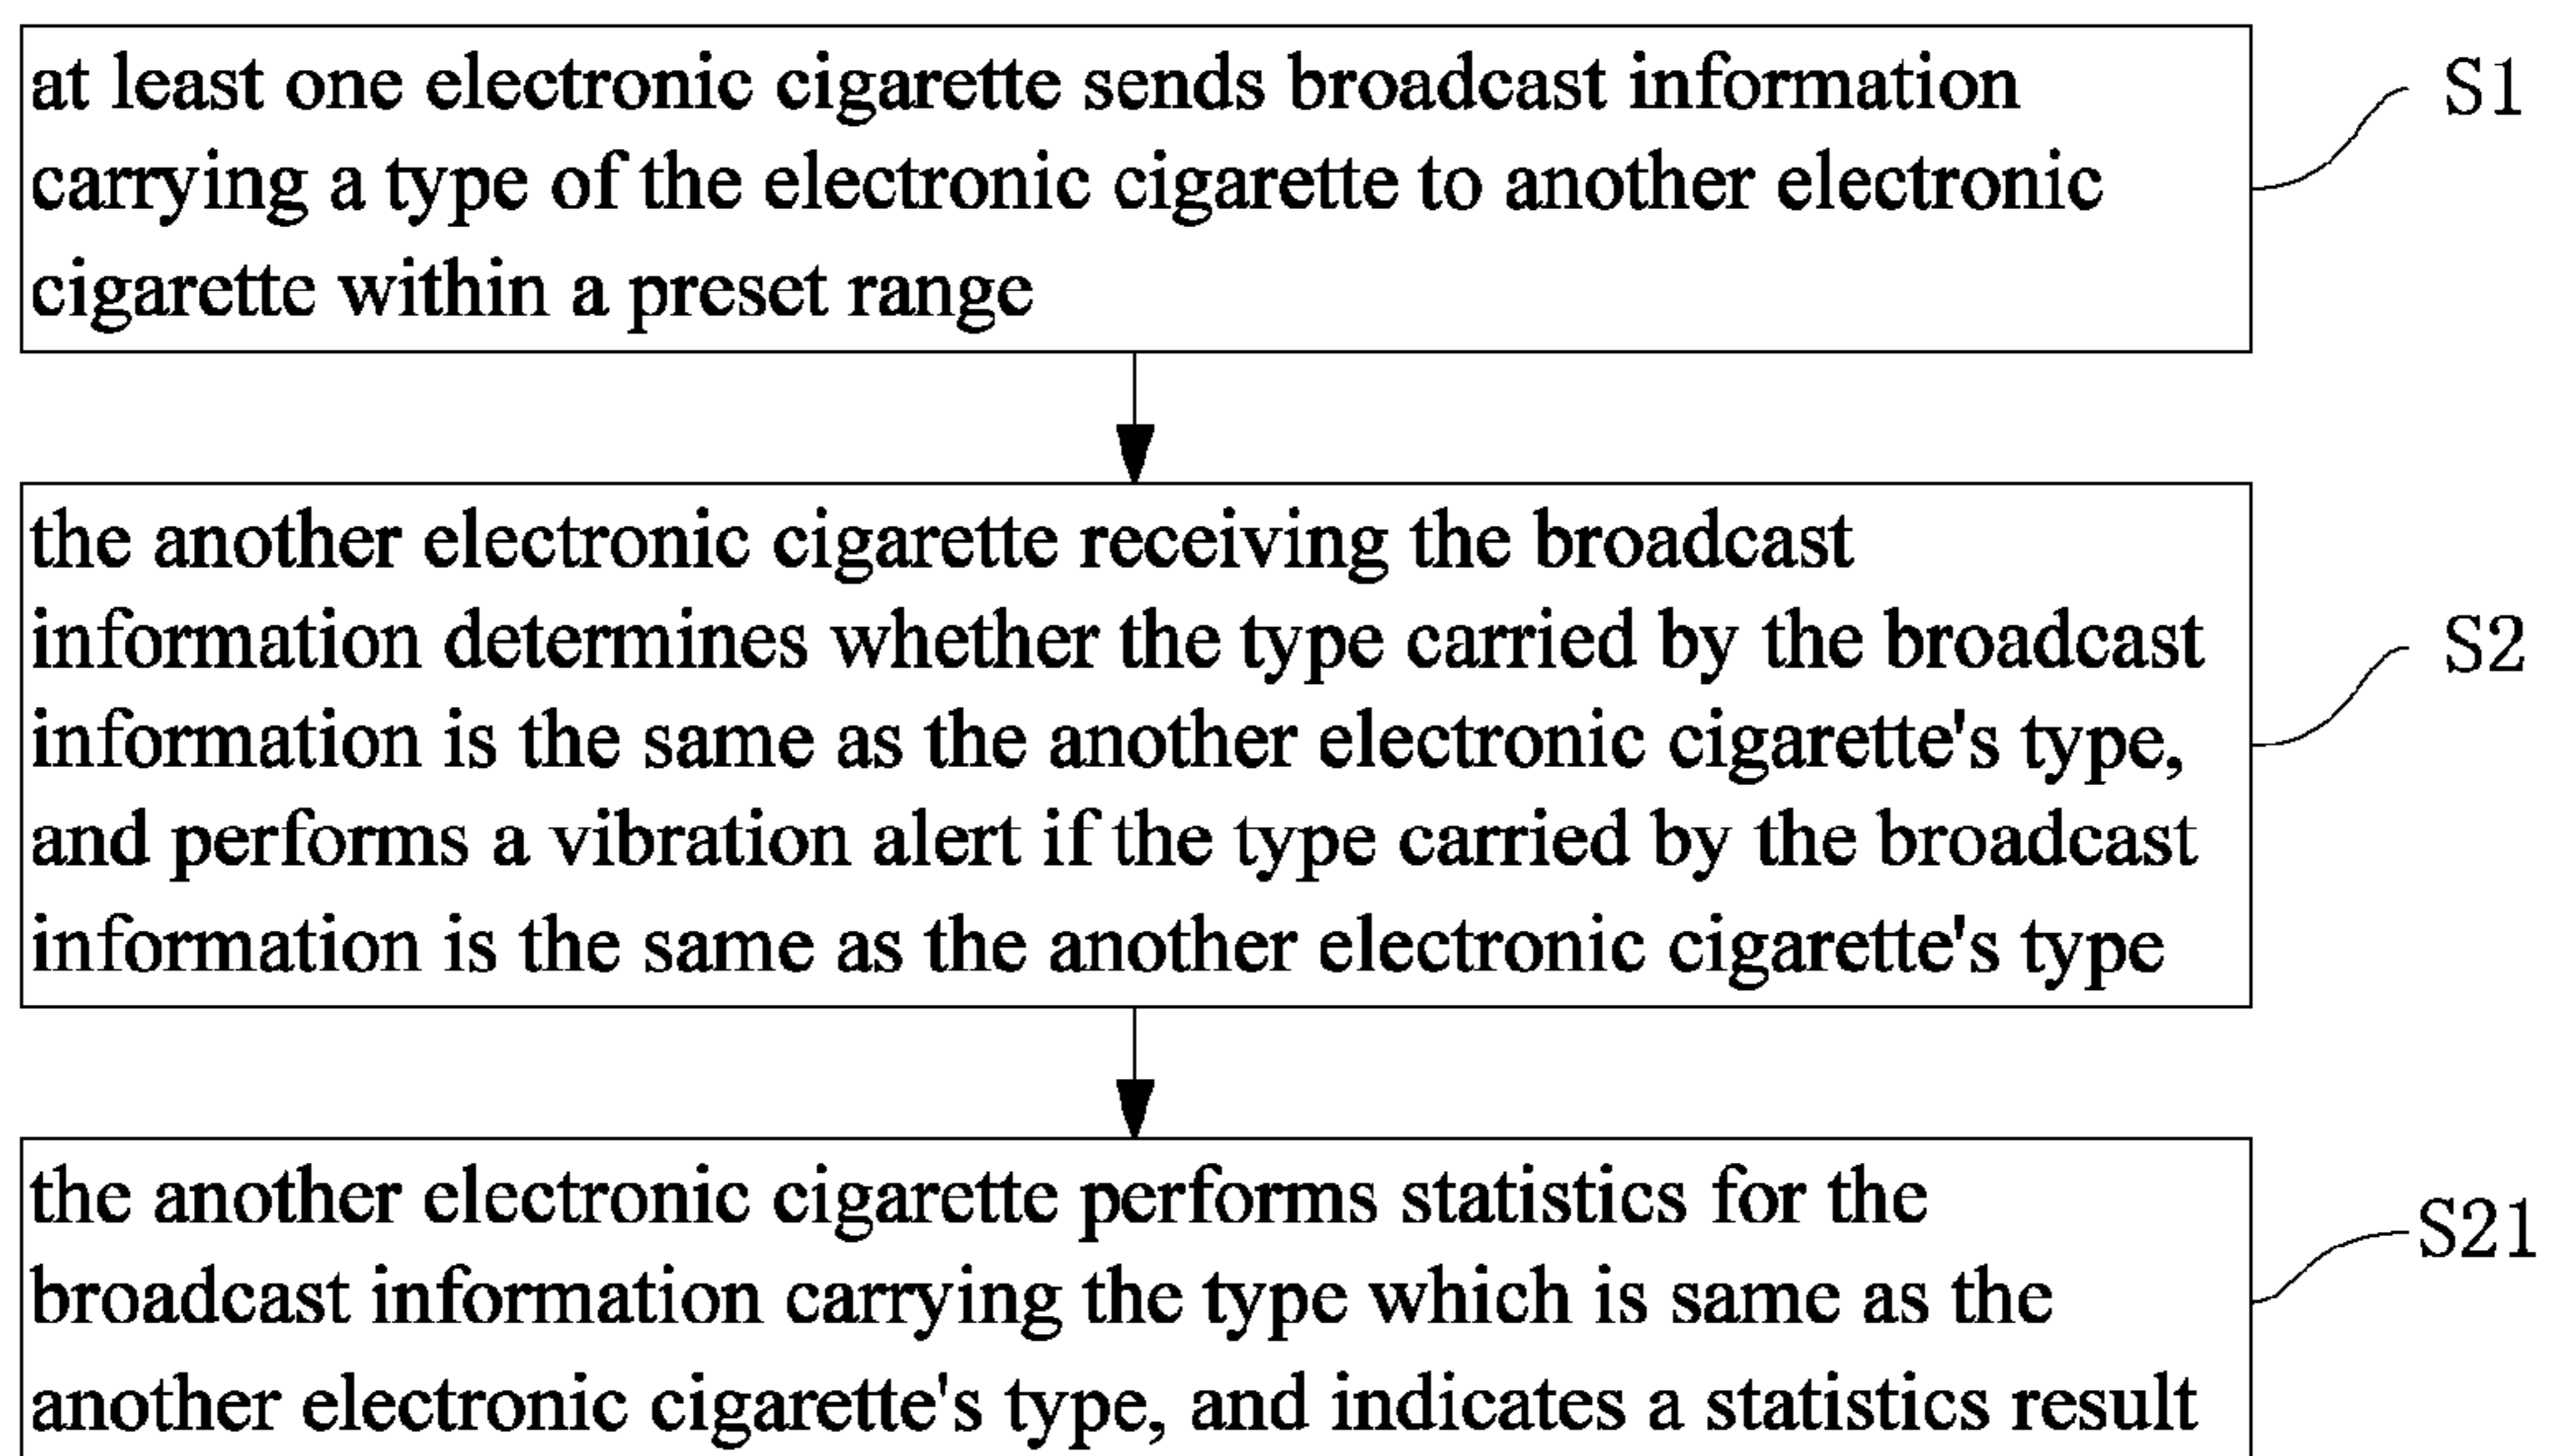 at least one electronic cigarette sends broadcast information
carrying a type of the electronic cigarette to another electronic
cigarette within a preset range
S1
the another electronic cigarette receiving the broadcast
information determines whether the type carried by the broadcast
information is the same as the another electronic cigarette's type,
and performs a vibration alert if the type carried by the broadcast
information is the same as the another electronic cigarette's type
S2
the another electronic cigarette performs statistics for the
broadcast information carrying the type which is same as the
another electronic cigarette's type, and indicates a statistics result
S21